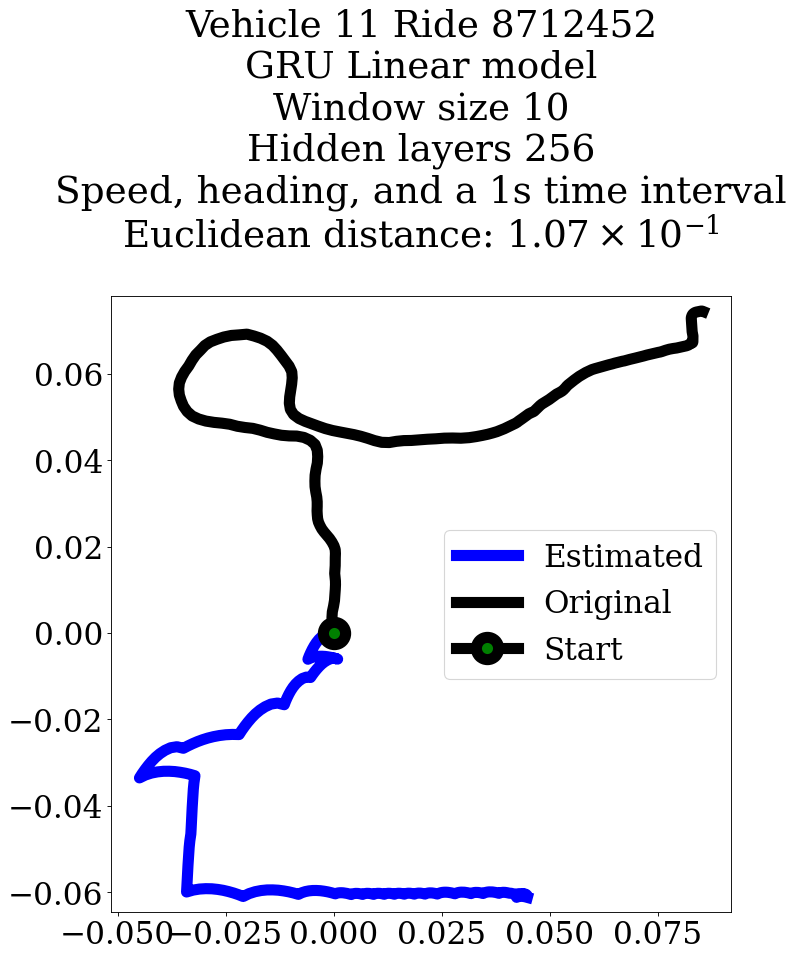 Vehicle 11 Ride 8712452
GRU Linear model
Window size 10
Hidden layers 256
Speed, heading, and a 1s time interval
Euclidean distance: 1.07 × 10⁻¹
0.06
0.04
0.02
0.00
−0.02
−0.04
−0.06
Estimated
Original
Start
−0.050 −0.025 0.000 0.025 0.050 0.075